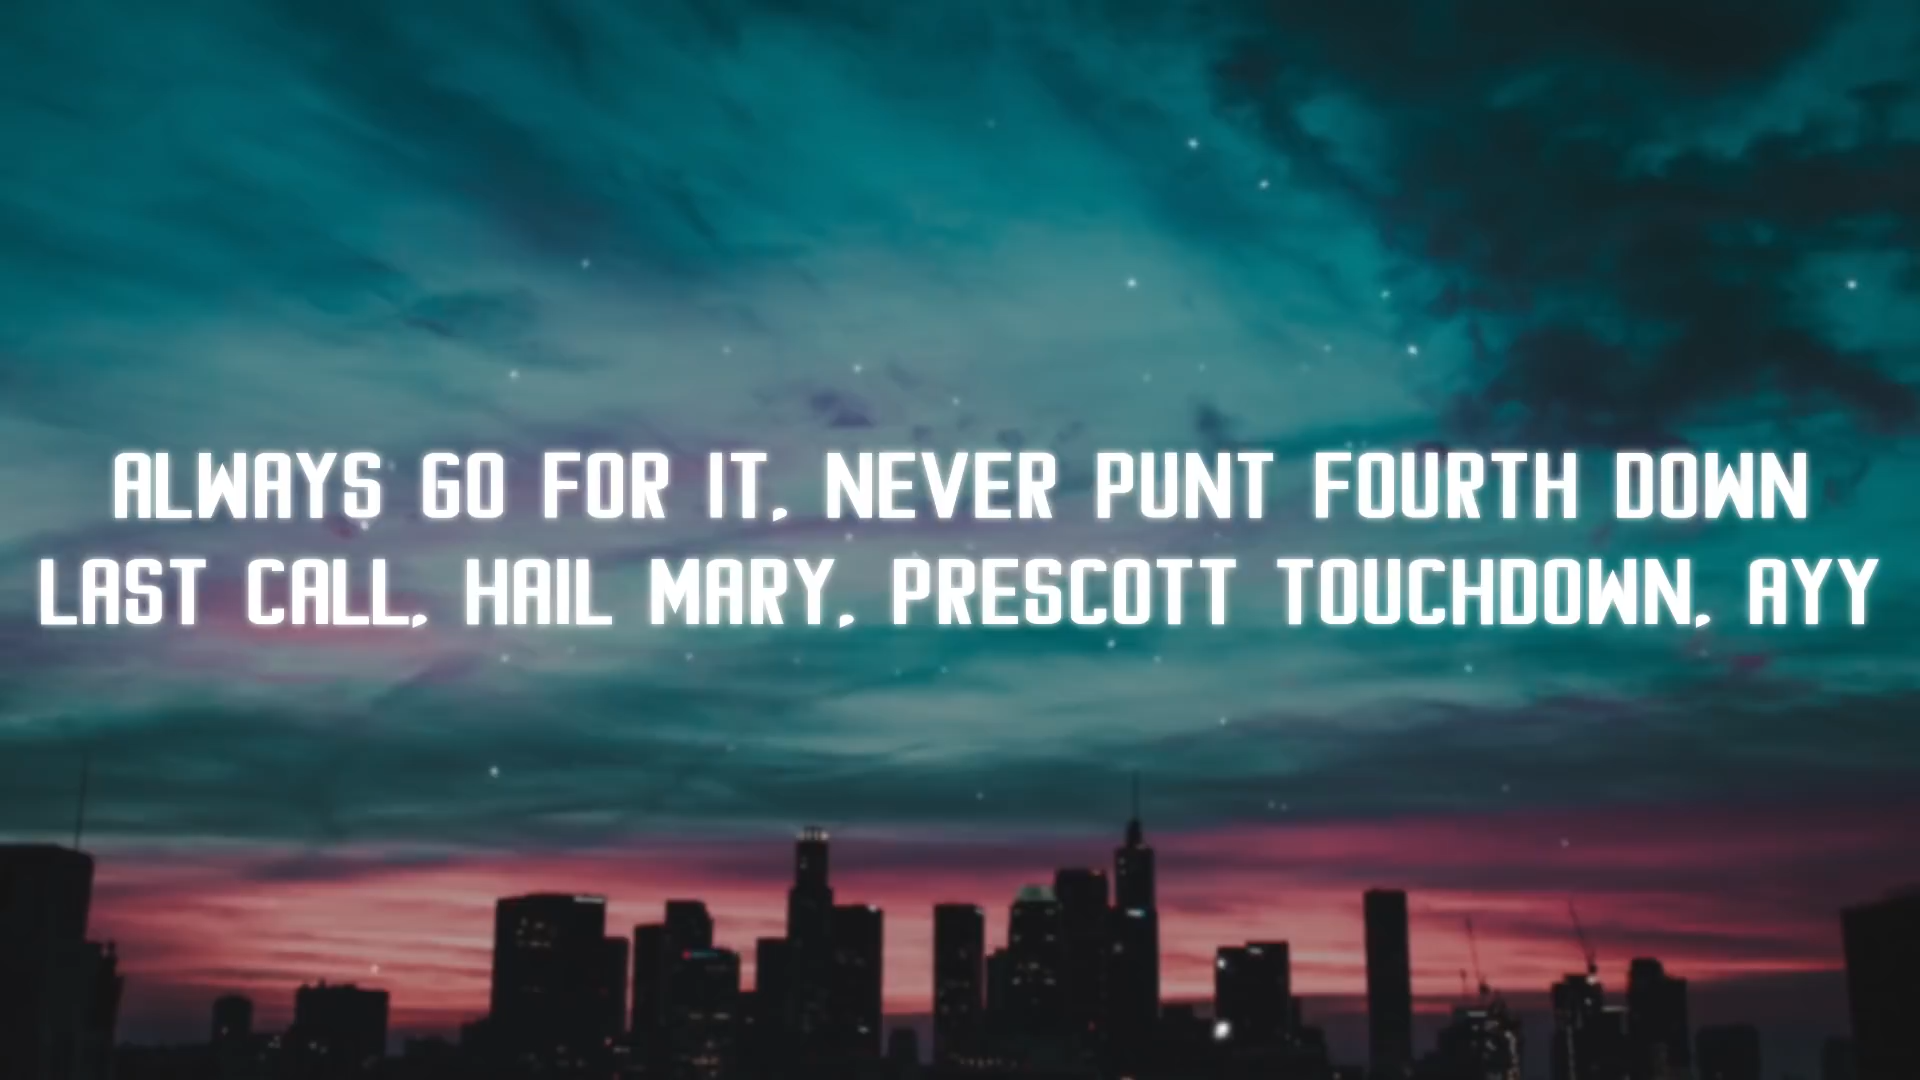 ALWAYS GO FOR IT, NEVER PUNT FOURTH DOWN
LAST CALL, HAIL MARY, PRESCOTT TOUCHDOWN, AYY